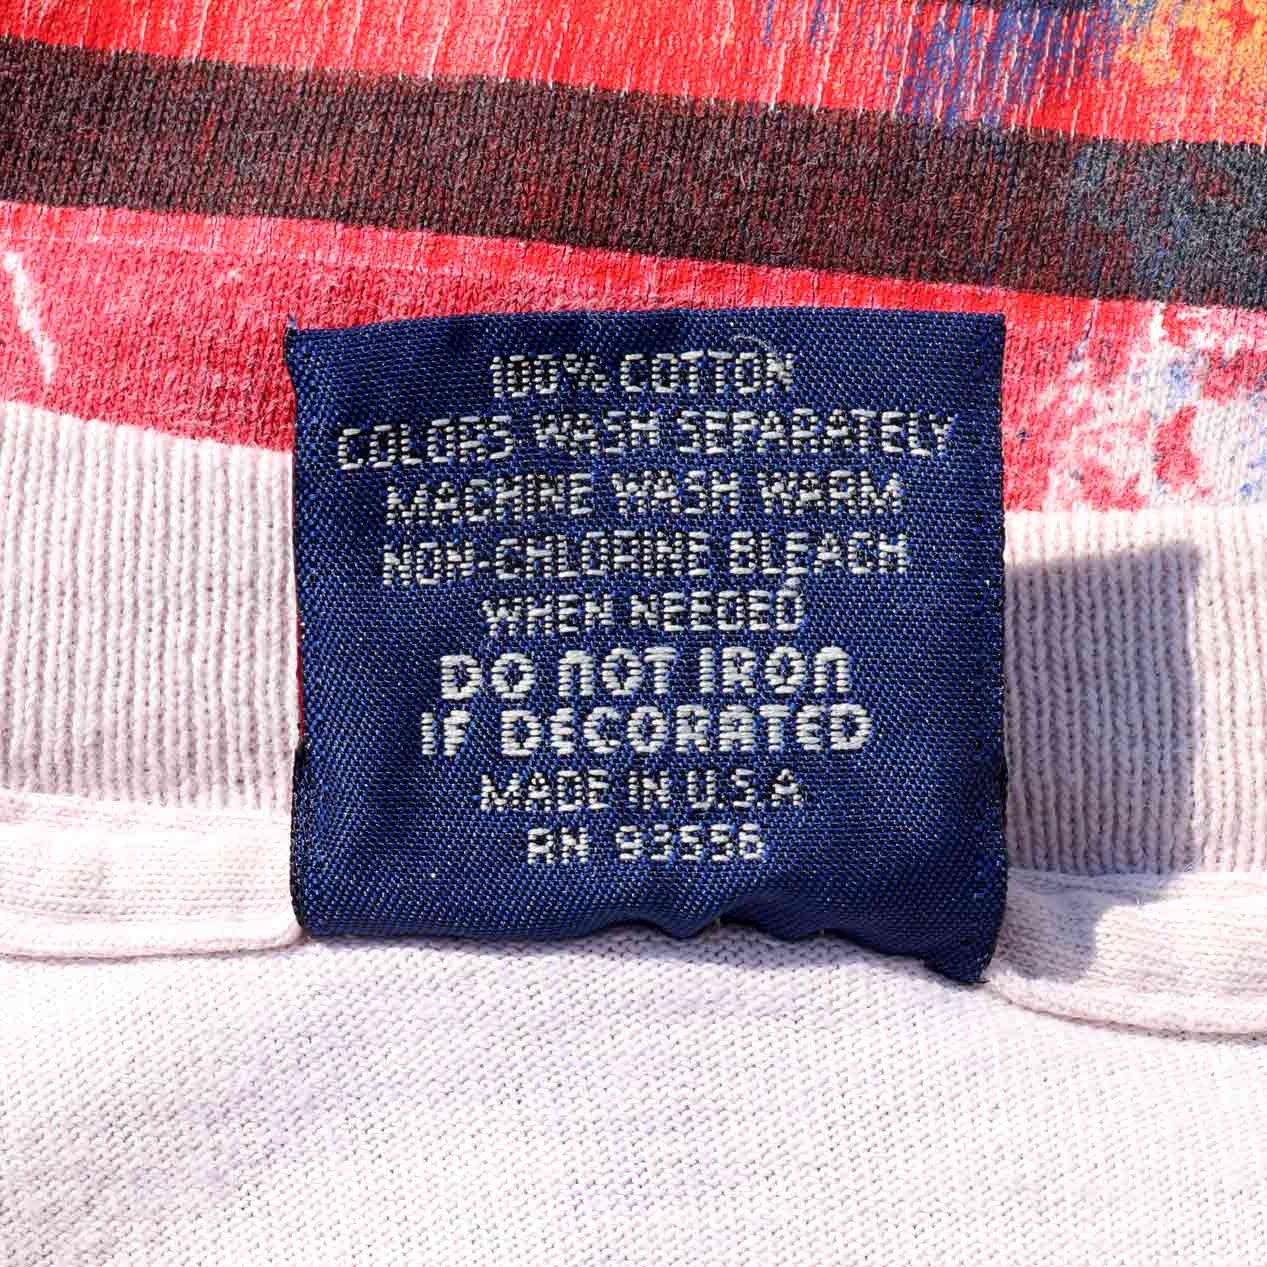 100% COTTON
COLORS WASH SEPARATELY
MACHINE WASH WARM
NON-CHLORINE BLEACH
WHEN NEEDED
DO NOT IRON
IF DECORATED
MADE IN U.S.A
RN 93556